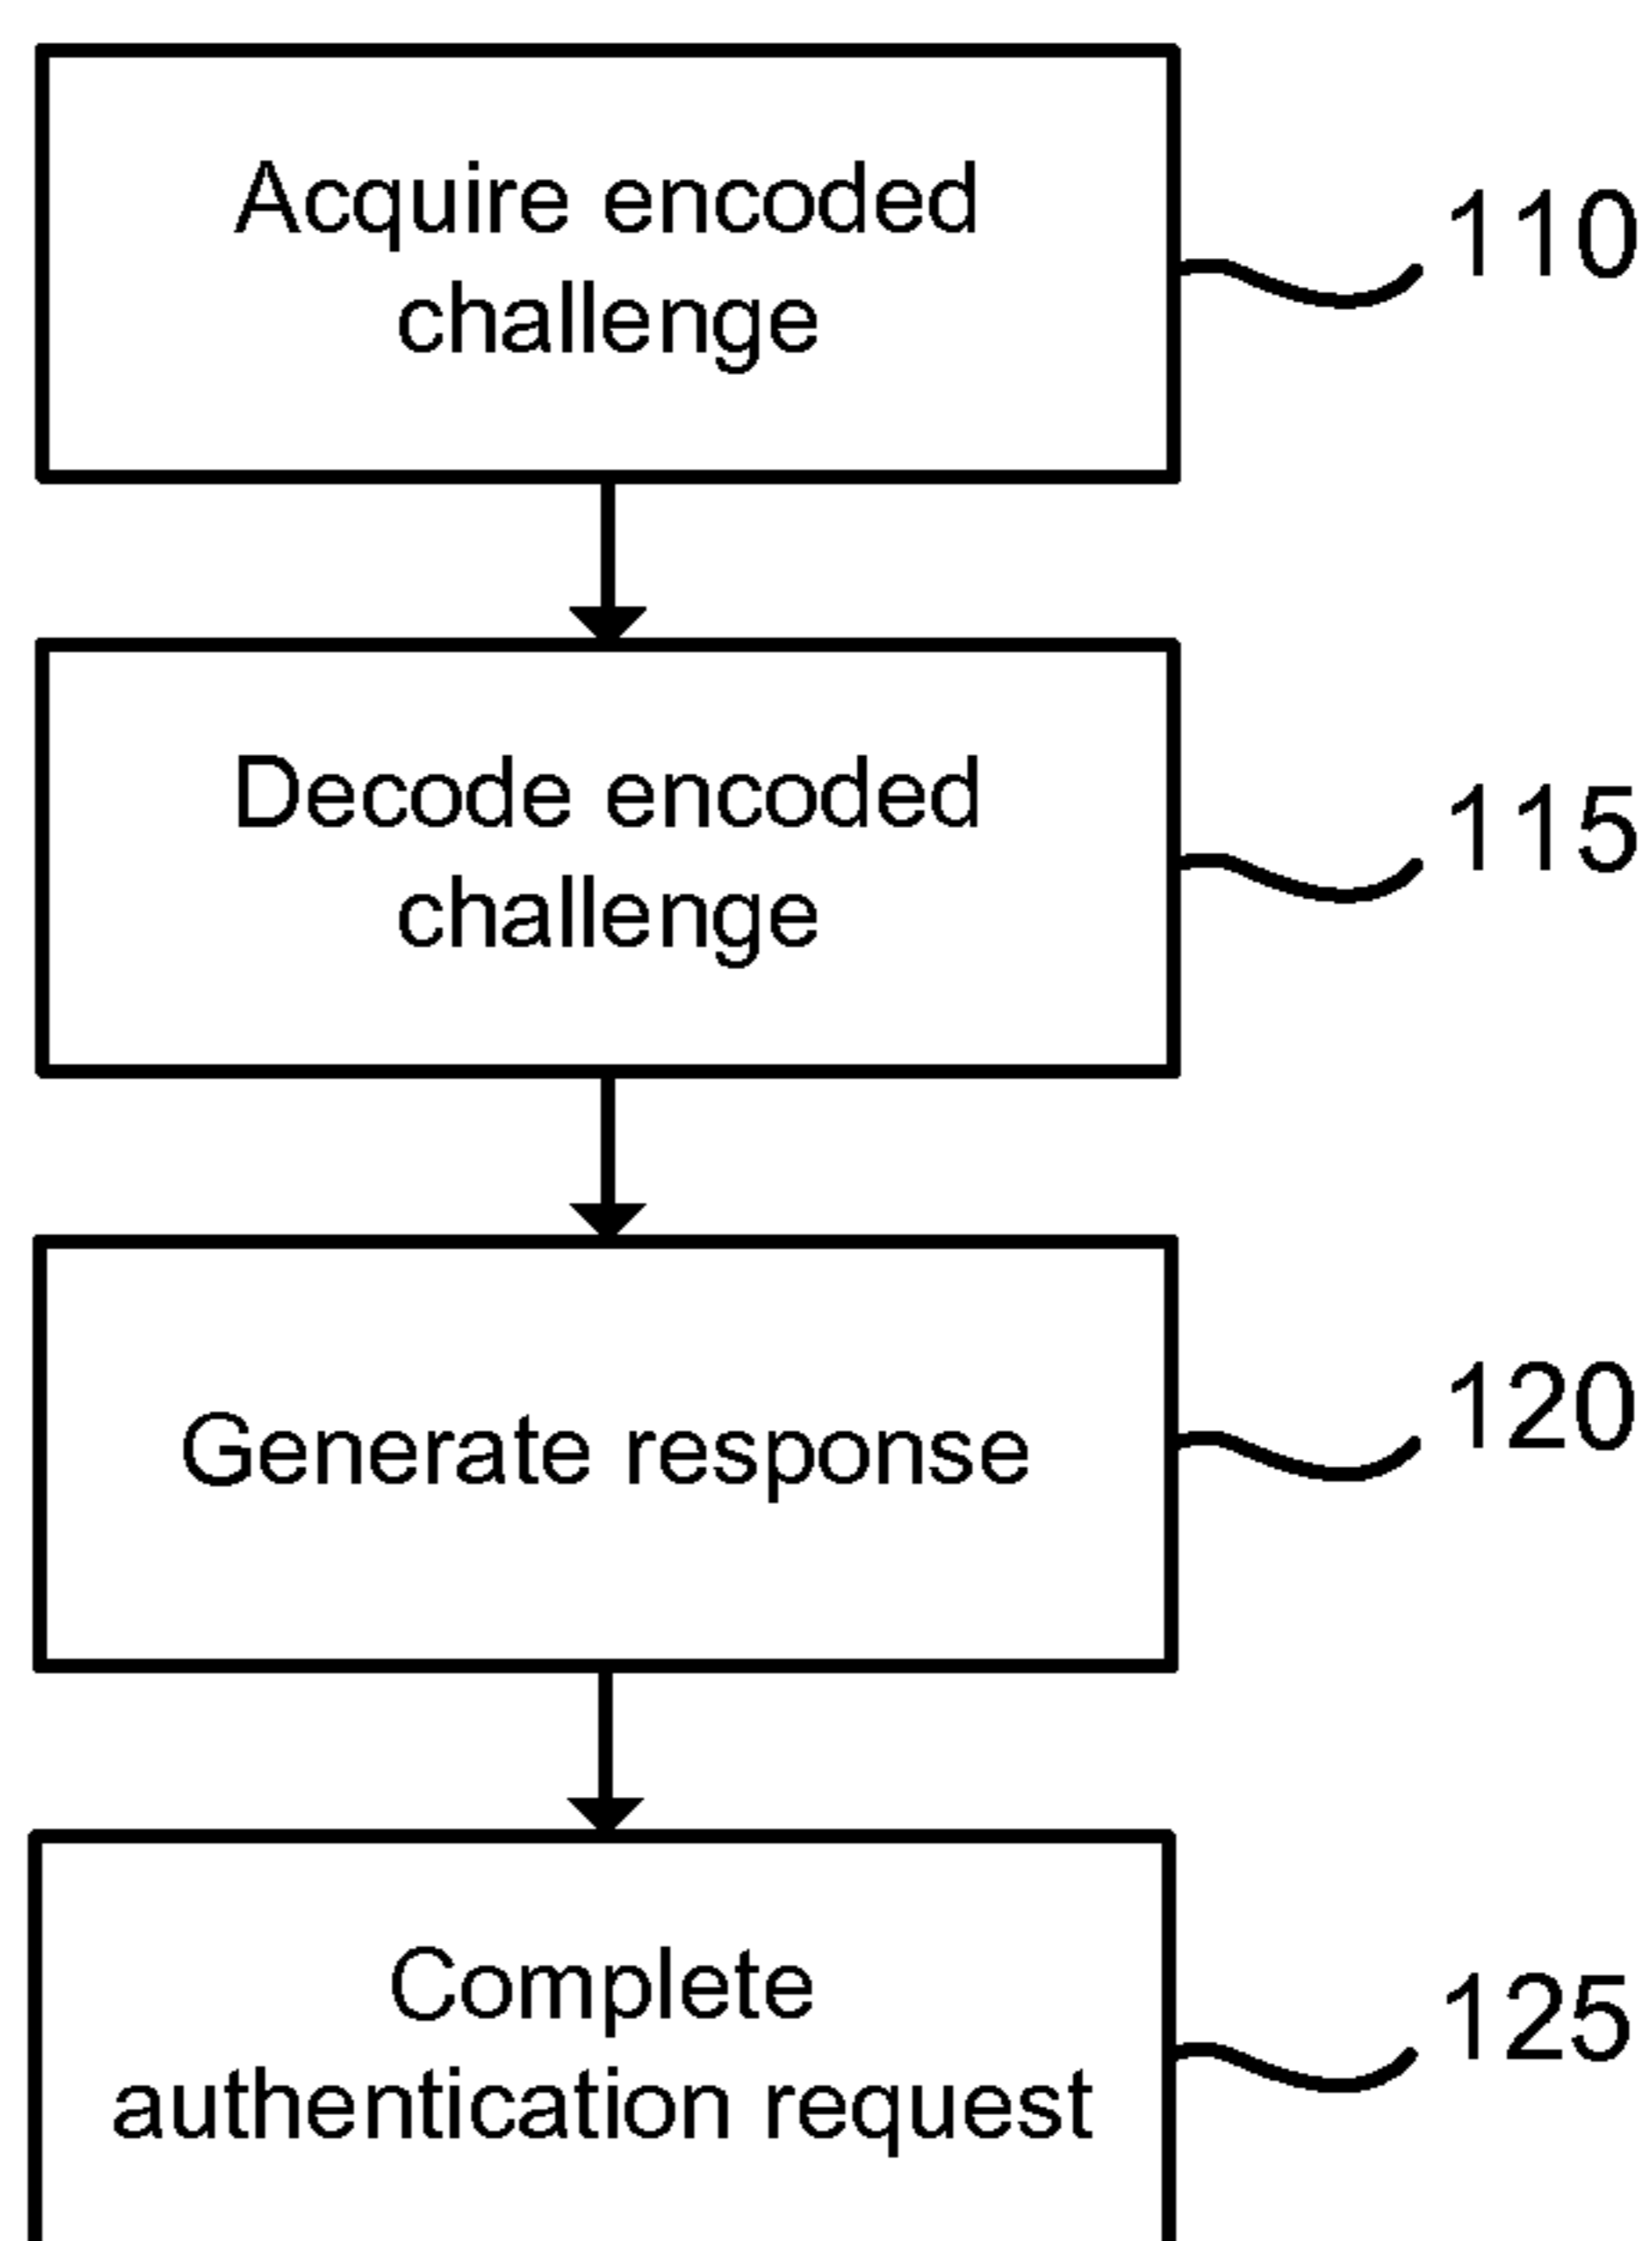 Acquire encoded
challenge
110
Decode encoded
challenge
115
Generate response
120
Complete
authentication request
125